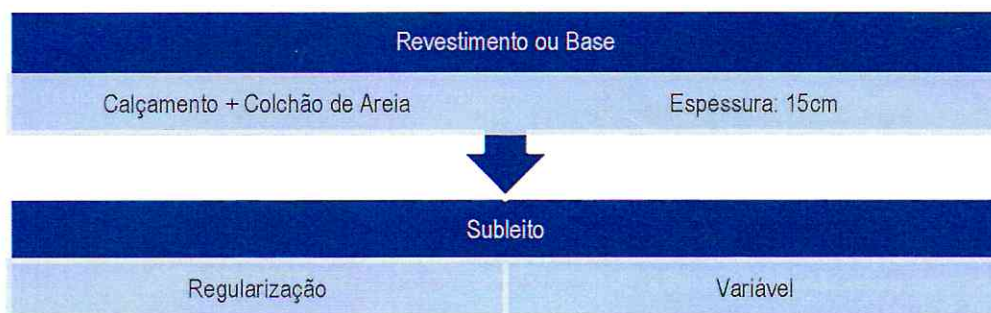 Revestimento ou Base
Calçamento + Colchão de Areia Espessura: 15cm
Subleito
Regularização Variável